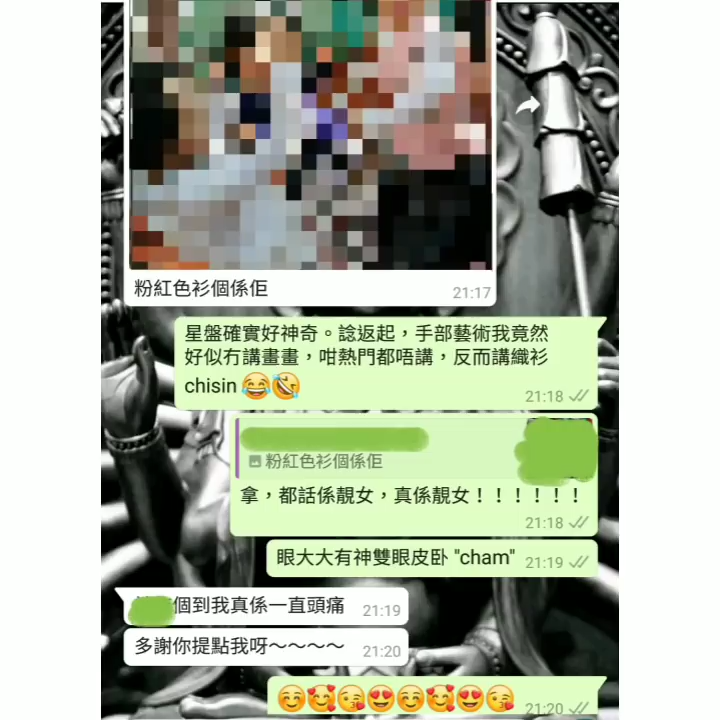 粉紅色衫個係佢
21:17
星盤確實好神奇。諗返起，手部藝術我竟然
好似冇講畫畫，咁熱門都唔講，反而講織衫
chisin 😂🤣
21:18
粉紅色衫個係佢
拿，都話係靚女，真係靚女！！！！！！
21:18
眼大大有神雙眼皮卧 "cham" 21:19
個到我真係一直頭痛 21:19
多謝你提點我呀～～～～ 21:20
☺️🥰😘😍☺️🥰😍😘 21:20